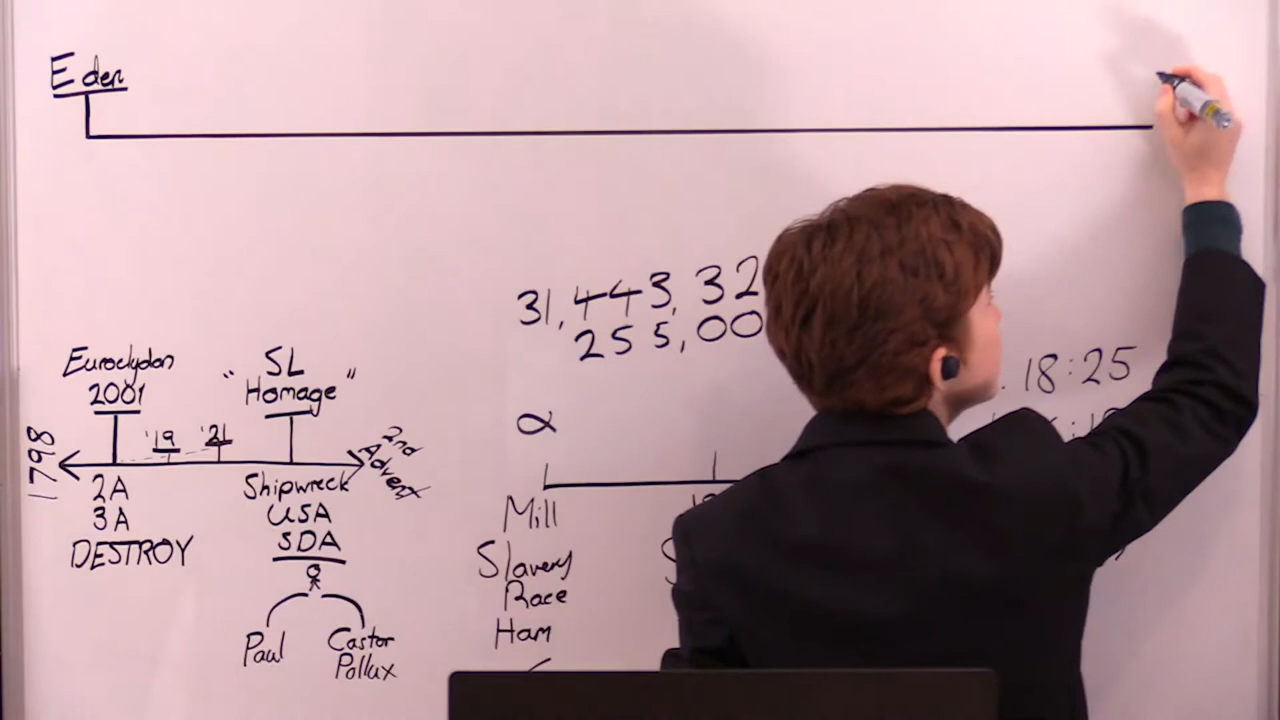 Eden
31,443,32
255,00
Euroclydon
2001
"SL
Homage"
'19
'21
1798
2nd
Advent
2A
3A
DESTROY
Shipwreck
USA
SDA
Paul
Castor
Pollux
α
Mill
Slavery
Race
Ham
18:25